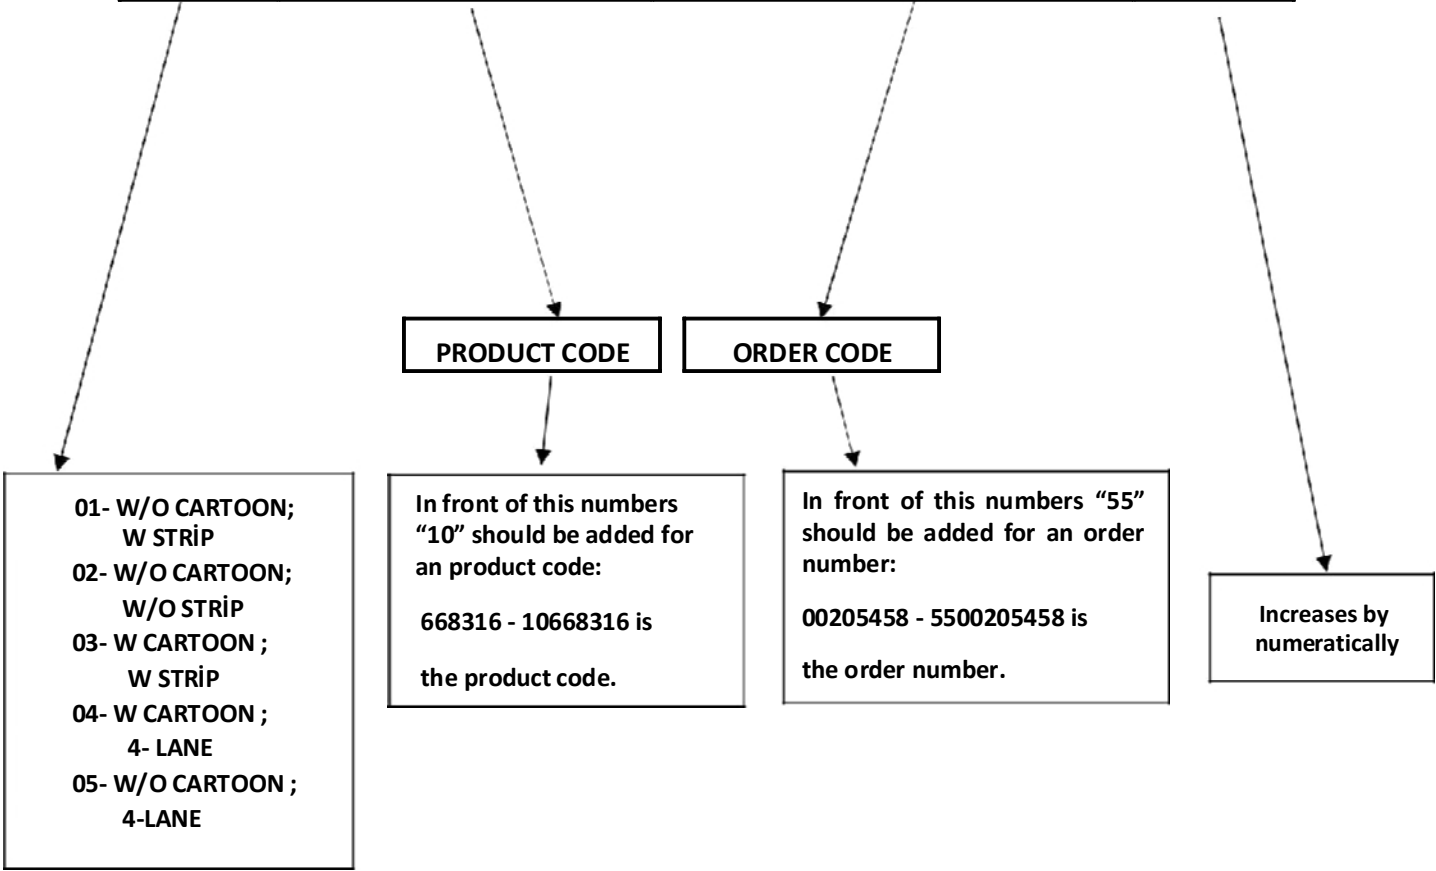 PRODUCT CODE
ORDER CODE
01- W/O CARTOON;
W STRİP
02- W/O CARTOON;
W/O STRİP
03- W CARTOON ;
W STRİP
04- W CARTOON ;
4- LANE
05- W/O CARTOON ;
4-LANE
In front of this numbers
“10” should be added for
an product code:
668316 - 10668316 is
the product code.
In front of this numbers “55”
should be added for an order
number:
00205458 - 5500205458 is
the order number.
Increases by
numeratically